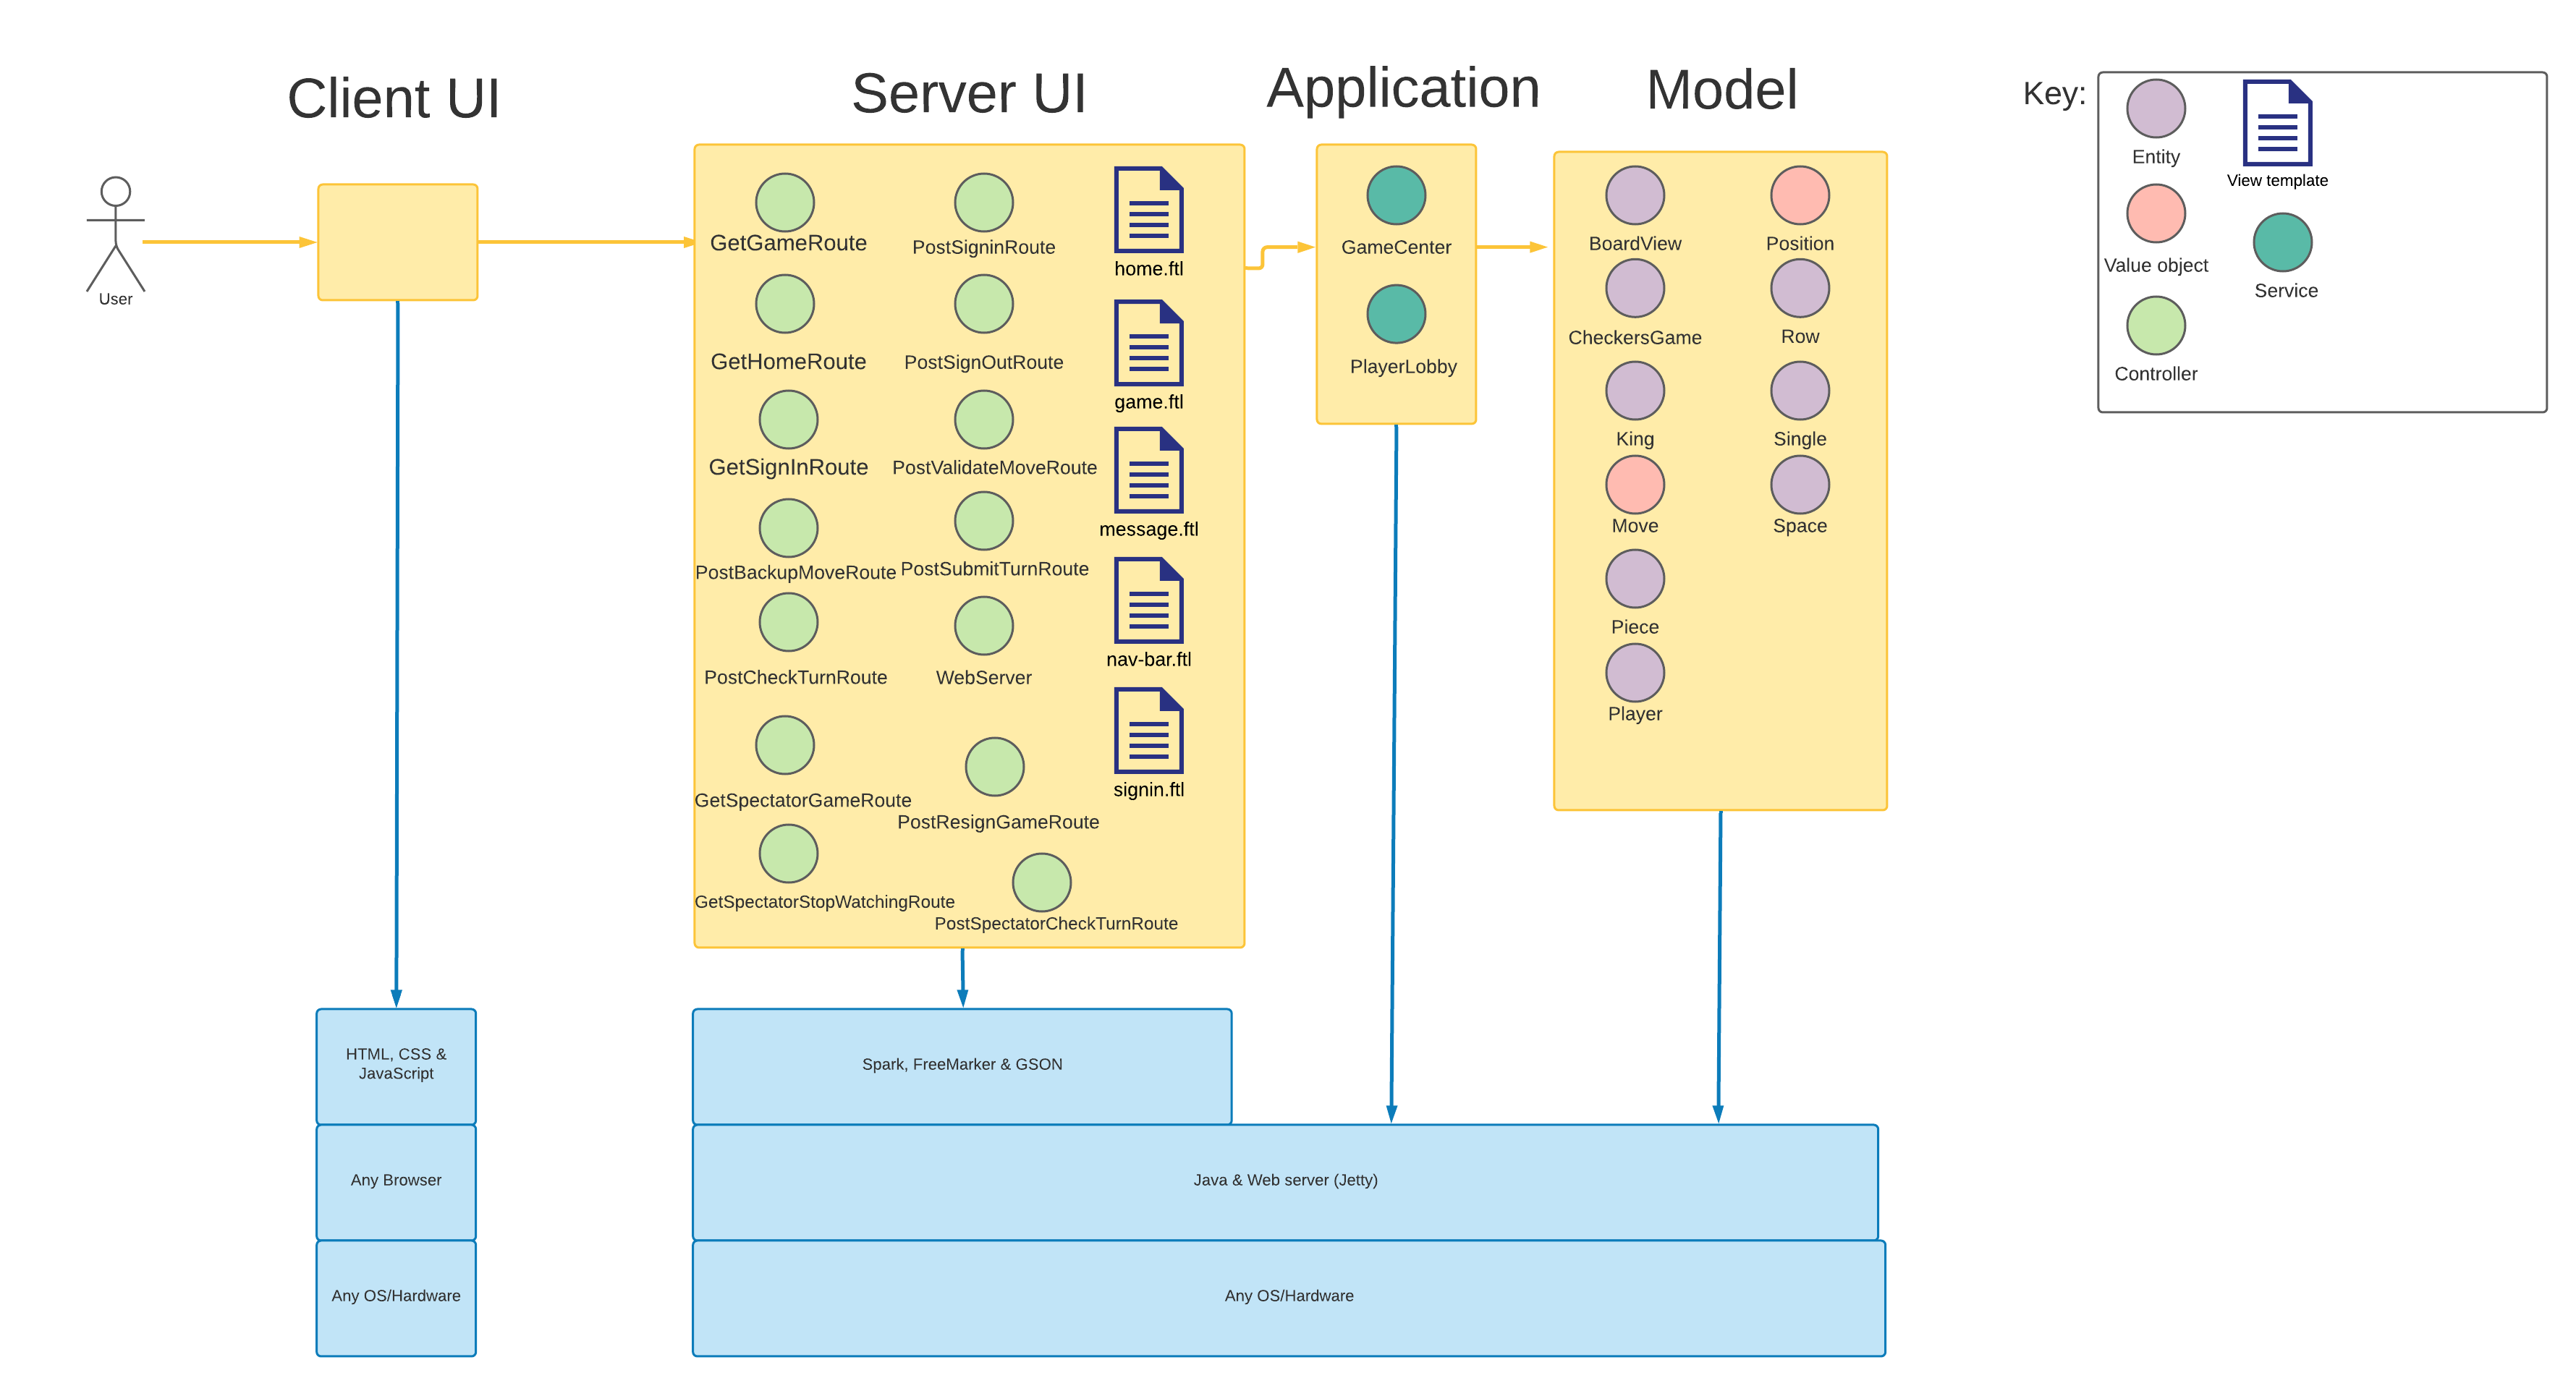 Client UI
Server UI
Application
Model
Key:
User
GetGameRoute
PostSigninRoute
home.ftl
GetHomeRoute
PostSignOutRoute
game.ftl
GetSignInRoute
PostValidateMoveRoute
message.ftl
PostBackupMoveRoute
PostSubmitTurnRoute
nav-bar.ftl
PostCheckTurnRoute
WebServer
signin.ftl
GetSpectatorGameRoute
PostResignGameRoute
GetSpectatorStopWatchingRoute
PostSpectatorCheckTurnRoute
GameCenter
PlayerLobby
BoardView
Position
CheckersGame
Row
King
Single
Move
Space
Piece
Player
Entity
View template
Value object
Service
Controller
HTML, CSS &
JavaScript
Any Browser
Any OS/Hardware
Spark, FreeMarker & GSON
Java & Web server (Jetty)
Any OS/Hardware